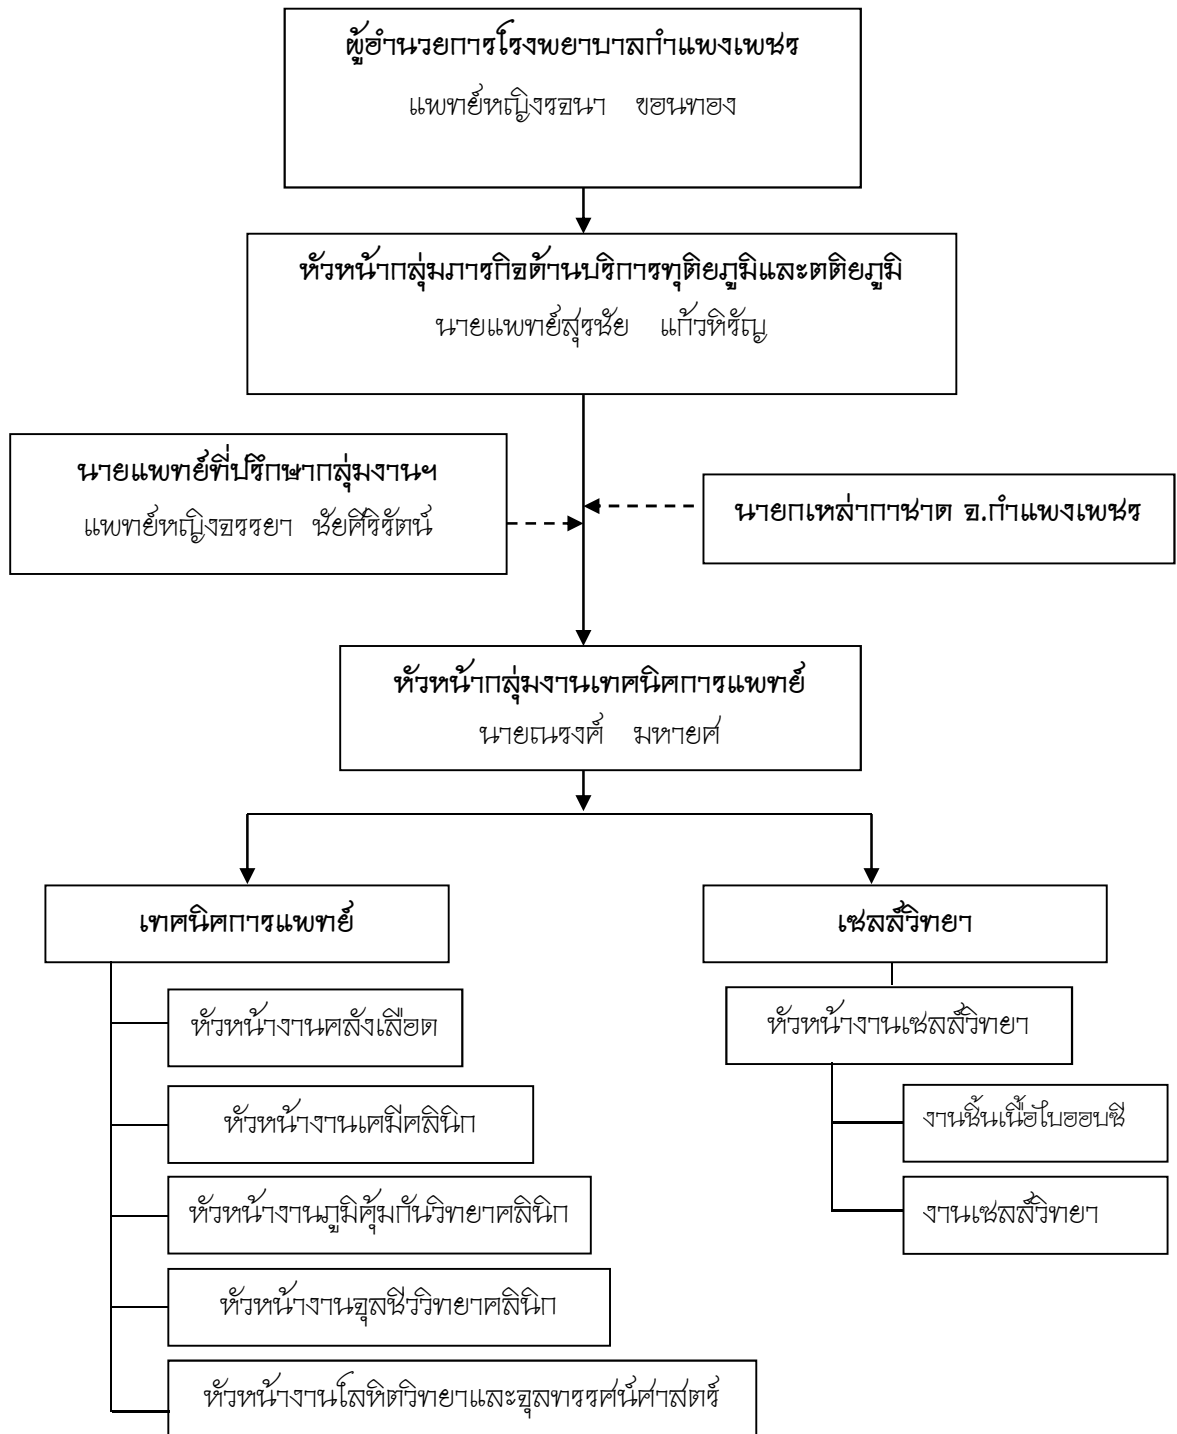 ผู้อำนวยการโรงพยาบาลกำแพงเพชร
แพทย์หญิงรจนา ขอนทอง
หัวหน้ากลุ่มภารกิจด้านบริการทุติยภูมิและตติยภูมิ
นายแพทย์สุรชัย แก้วหิรัญ
นายแพทย์ที่ปรึกษากลุ่มงานฯ
แพทย์หญิงจรรยา ชัยศิริรัตน์
นายกเหล่ากาชาด จ.กำแพงเพชร
หัวหน้ากลุ่มงานเทคนิคการแพทย์
นายณรงค์ มหายศ
เทคนิคการแพทย์
เซลล์วิทยา
หัวหน้างานคลังเลือด
หัวหน้างานเซลล์วิทยา
หัวหน้างานเคมีคลินิก
งานชิ้นเนื้อไบออบซี
หัวหน้างานภูมิคุ้มกันวิทยาคลินิก
งานเซลล์วิทยา
หัวหน้างานจุลชีววิทยาคลินิก
หัวหน้างานโลหิตวิทยาและจุลทรรศน์ศาสตร์